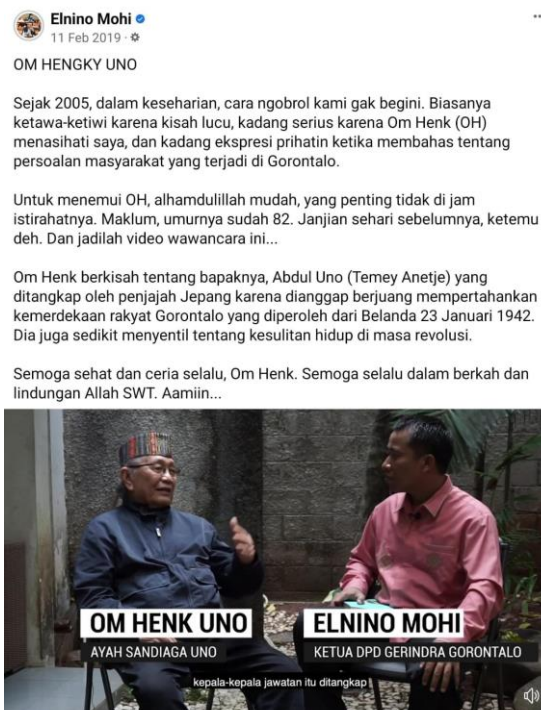 Elnino Mohi
11 Feb 2019 ·
OM HENGKY UNO
Sejak 2005, dalam keseharian, cara ngobrol kami gak begini. Biasanya
ketawa-ketiwi karena kisah lucu, kadang serius karena Om Henk (OH)
menasihati saya, dan kadang ekspresi prihatin ketika membahas tentang
persoalan masyarakat yang terjadi di Gorontalo.
Untuk menemui OH, alhamdulillah mudah, yang penting tidak di jam
istirahatnya. Maklum, umurnya sudah 82. Janjian sehari sebelumnya, ketemu
deh. Dan jadilah video wawancara ini...
Om Henk berkisah tentang bapaknya, Abdul Uno (Temey Anetje) yang
ditangkap oleh penjajah Jepang karena dianggap berjuang mempertahankan
kemerdekaan rakyat Gorontalo yang diperoleh dari Belanda 23 Januari 1942.
Dia juga sedikit menyentil tentang kesulitan hidup di masa revolusi.
Semoga sehat dan ceria selalu, Om Henk. Semoga selalu dalam berkah dan
lindungan Allah SWT. Aamiin...
OM HENK UNO
AYAH SANDIAGA UNO
ELNINO MOHI
KETUA DPD GERINDRA GORONTALO
kepala-kepala jawatan itu ditangkap